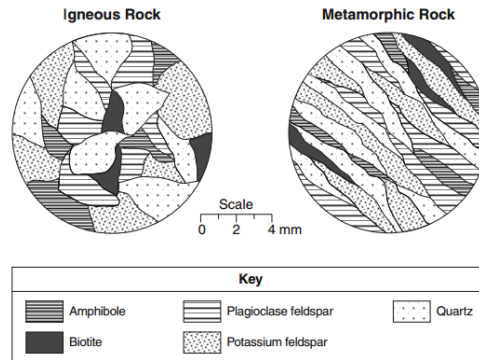 Igneous Rock
Metamorphic Rock
Scale
0 2 4 mm
Key
Amphibole
Plagioclase feldspar
Quartz
Biotite
Potassium feldspar